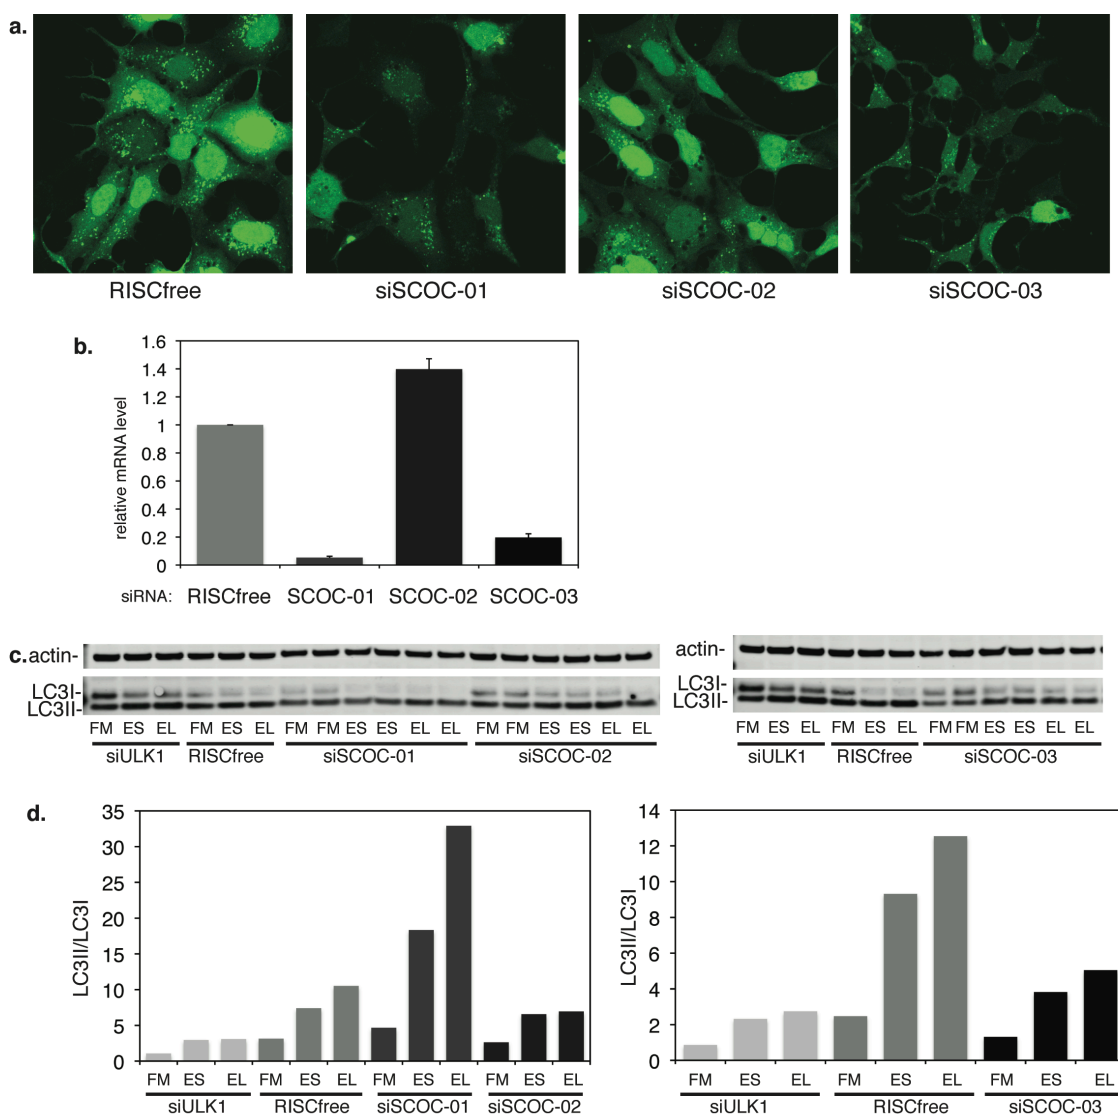 a.
RISCfree siSCOC-01 siSCOC-02 siSCOC-03
b.
relative mRNA level
1.6
1.4
1.2
1
0.8
0.6
0.4
0.2
0
siRNA: RISCfree SCOC-01 SCOC-02 SCOC-03
c. actin-
LC3I-
LC3II-
FM ES EL FM ES EL FM FM ES ES EL EL FM FM ES ES EL EL
siULK1 RISCfree siSCOC-01 siSCOC-02
actin-
LC3I-
LC3II-
FM ES EL FM ES EL FM FM ES ES EL EL
siULK1 RISCfree siSCOC-03
d.
LC3II/LC3I
35
30
25
20
15
10
5
0
FM ES EL FM ES EL FM ES EL FM ES EL
siULK1 RISCfree siSCOC-01 siSCOC-02
LC3II/LC3I
14
12
10
8
6
4
2
0
FM ES EL FM ES EL FM ES EL
siULK1 RISCfree siSCOC-03